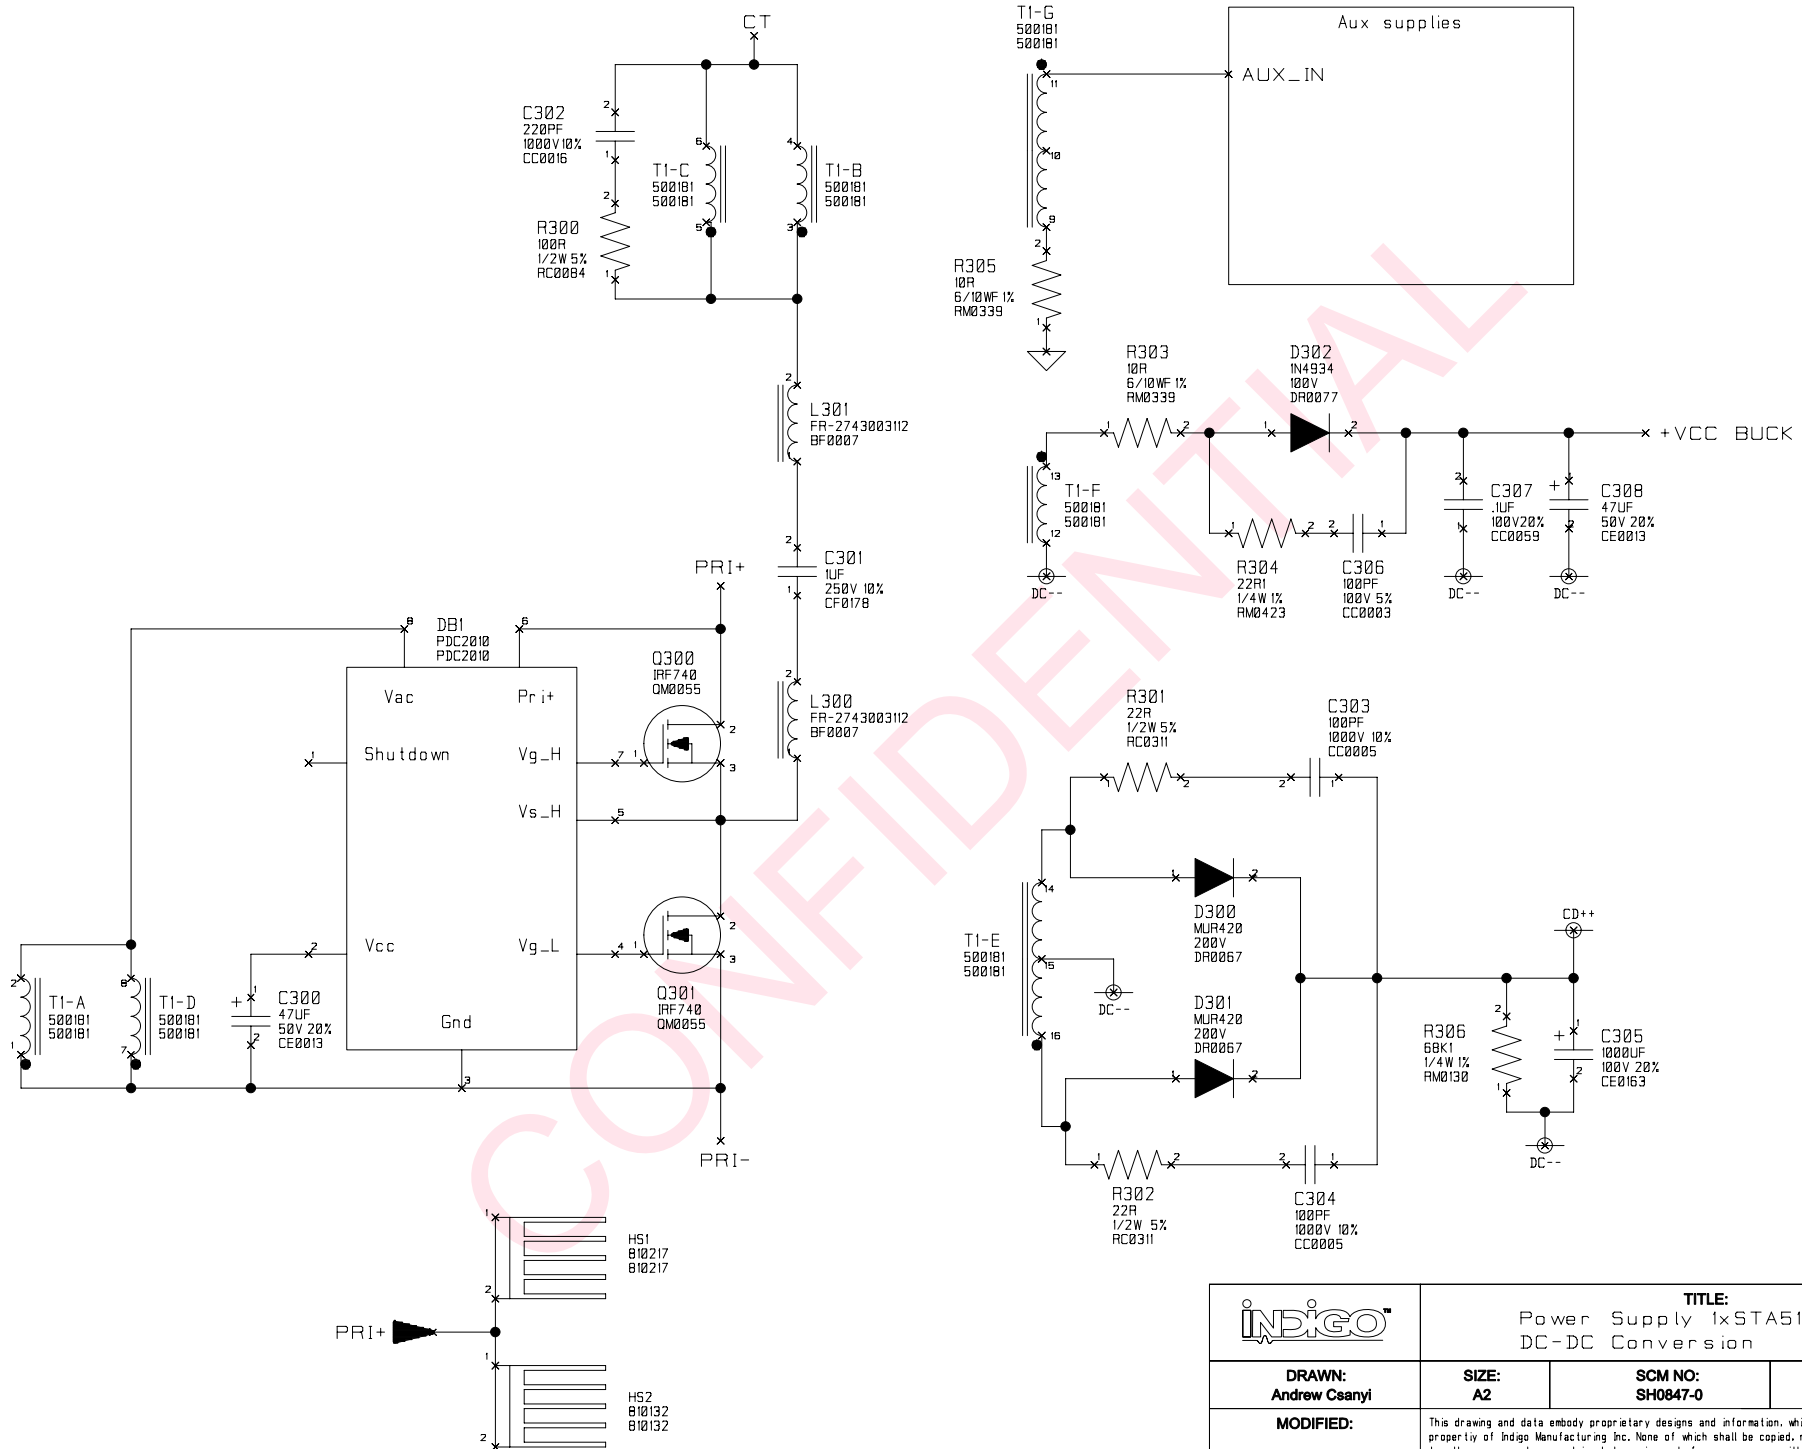 CT
C302
220PF
1000V10%
CC0016
R300
100R
1/2W 5%
RC0084
T1-C
500181
500181
T1-B
500181
500181
T1-G
500181
500181
Aux supplies
AUX_IN
R305
10R
6/10WF 1%
RM0339
L301
FR-2743003112
BF0007
C301
1UF
250V 10%
CF0178
L300
FR-2743003112
BF0007
R303
10R
6/10WF 1%
RM0339
D302
1N4934
100V
DR0077
+VCC BUCK
T1-F
500181
500181
DC--
R304
22R1
1/4W 1%
RM0423
C306
100PF
100V 5%
CC0003
C307
.1UF
100V20%
CC0059
DC--
C308
47UF
50V 20%
CE0013
DC--
PRI+
DB1
PDC2010
PDC2010
Vac
Pri+
Shutdown
Vg_H
Vs_H
Vcc
Vg_L
Gnd
Q300
IRF740
QM0055
Q301
IRF740
QM0055
T1-A
500181
500181
T1-D
500181
500181
C300
47UF
50V 20%
CE0013
PRI-
R301
22R
1/2W 5%
RC0311
C303
100PF
1000V 10%
CC0005
D300
MUR420
200V
DR0067
T1-E
500181
500181
DC--
D301
MUR420
200V
DR0067
CD++
R306
68K1
1/4W 1%
RM0130
C305
1000UF
100V 20%
CE0163
DC--
R302
22R
1/2W 5%
RC0311
C304
100PF
1000V 10%
CC0005
HS1
810217
810217
PRI+
HS2
810132
810132
CONFIDENTIAL
INDIGO™
TITLE:
Power Supply 1xSTA51
DC-DC Conversion
DRAWN:
Andrew Csanyi
SIZE:
A2
SCM NO:
SH0847-0
MODIFIED:
This drawing and data embody proprietary designs and information, whi
propertiy of Indigo Manufacturing Inc. None of which shall be copied,